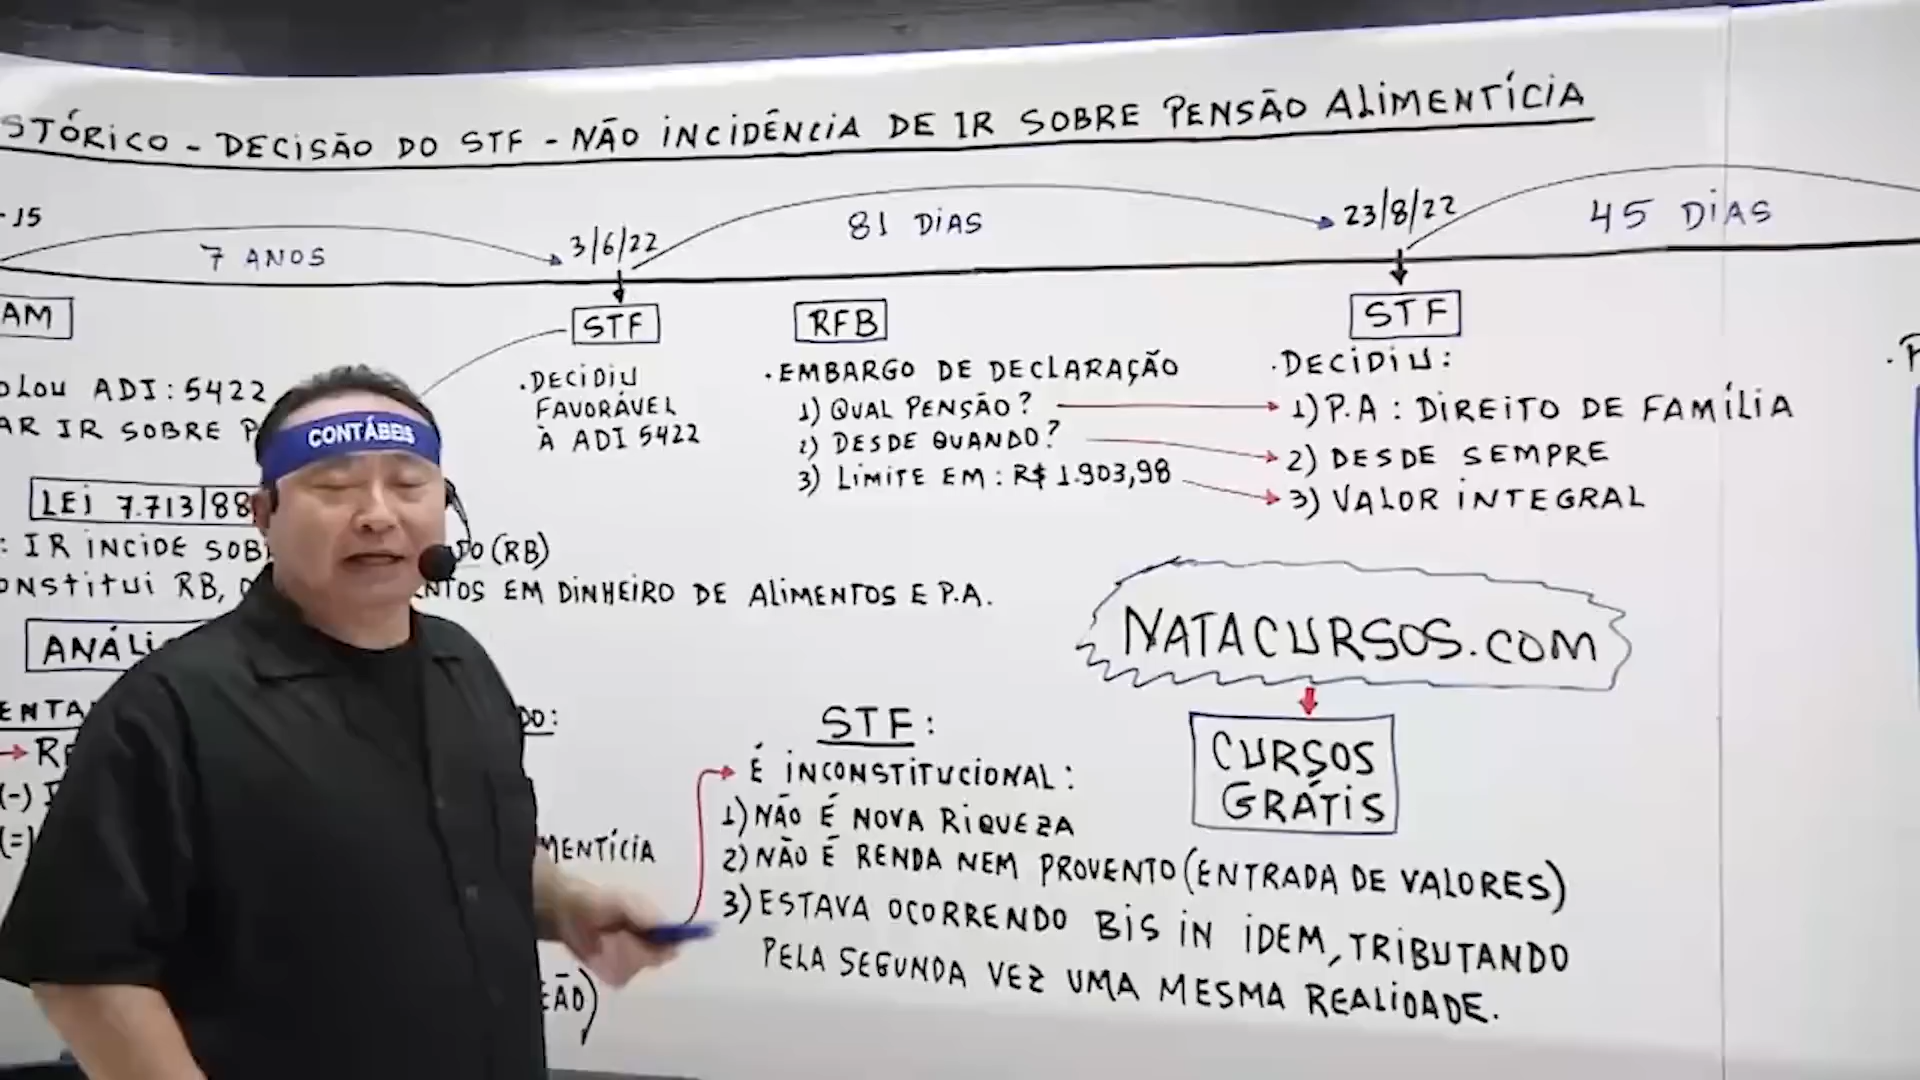 STÓRICO - DECISÃO DO STF - NÃO INCIDÊNCIA DE IR SOBRE PENSÃO ALIMENTÍCIA
-15
7 ANOS
3/6/22
81 DIAS
23/8/22
45 DIAS
AM
STF
RFB
STF
OLOU ADI: 5422
AR IR SOBRE P
.DECIDIU
FAVORÁVEL
À ADI 5422
.EMBARGO DE DECLARAÇÃO
1) QUAL PENSÃO?
2) DESDE QUANDO?
3) LIMITE EM: R$ 1.903,98
.DECIDIU:
1) P.A : DIREITO DE FAMÍLIA
2) DESDE SEMPRE
3) VALOR INTEGRAL
CONTÁBEIS
LEI 7.713/88
: IR INCIDE SOB DO (RB)
ONSTITUI RB, NTOS EM DINHEIRO DE ALIMENTOS E P.A.
ANÁLI
ENTA DO:
RE
(-)
(=) MENTÍCIA
ÃO)
NATACURSOS.COM
CURSOS
GRÁTIS
STF:
É INCONSTITUCIONAL:
1) NÃO É NOVA RIQUEZA
2) NÃO É RENDA NEM PROVENTO (ENTRADA DE VALORES)
3) ESTAVA OCORRENDO BIS IN IDEM, TRIBUTANDO
PELA SEGUNDA VEZ UMA MESMA REALIDADE.